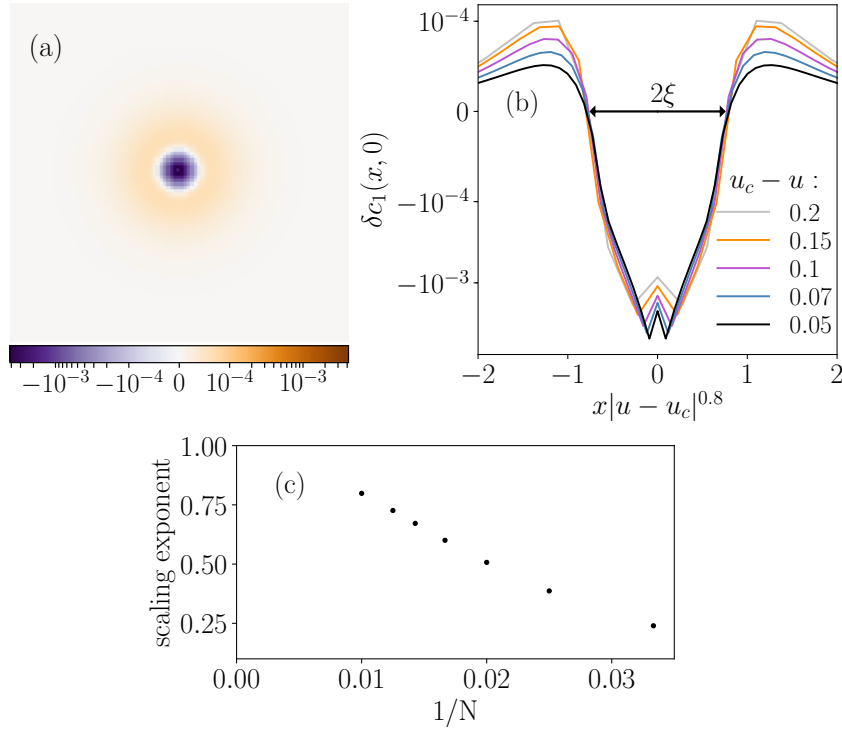 (a)
−10⁻³ −10⁻⁴ 0 10⁻⁴ 10⁻³
δc₁(x, 0)
10⁻⁴
0
−10⁻⁴
−10⁻³
(b)
2ξ
u_c − u :
0.2
0.15
0.1
0.07
0.05
−2 −1 0 1 2
x|u − u_c|^0.8
scaling exponent
1.00
0.75
0.50
0.25
(c)
0.00 0.01 0.02 0.03
1/N